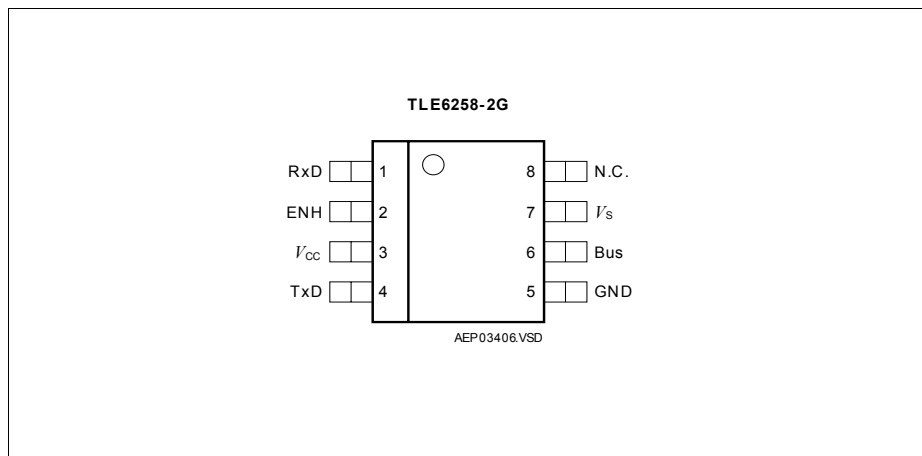 TLE6258-2G
RxD 1 8 N.C.
ENH 2 7 VS
VCC 3 6 Bus
TxD 4 5 GND
AEP03406.VSD